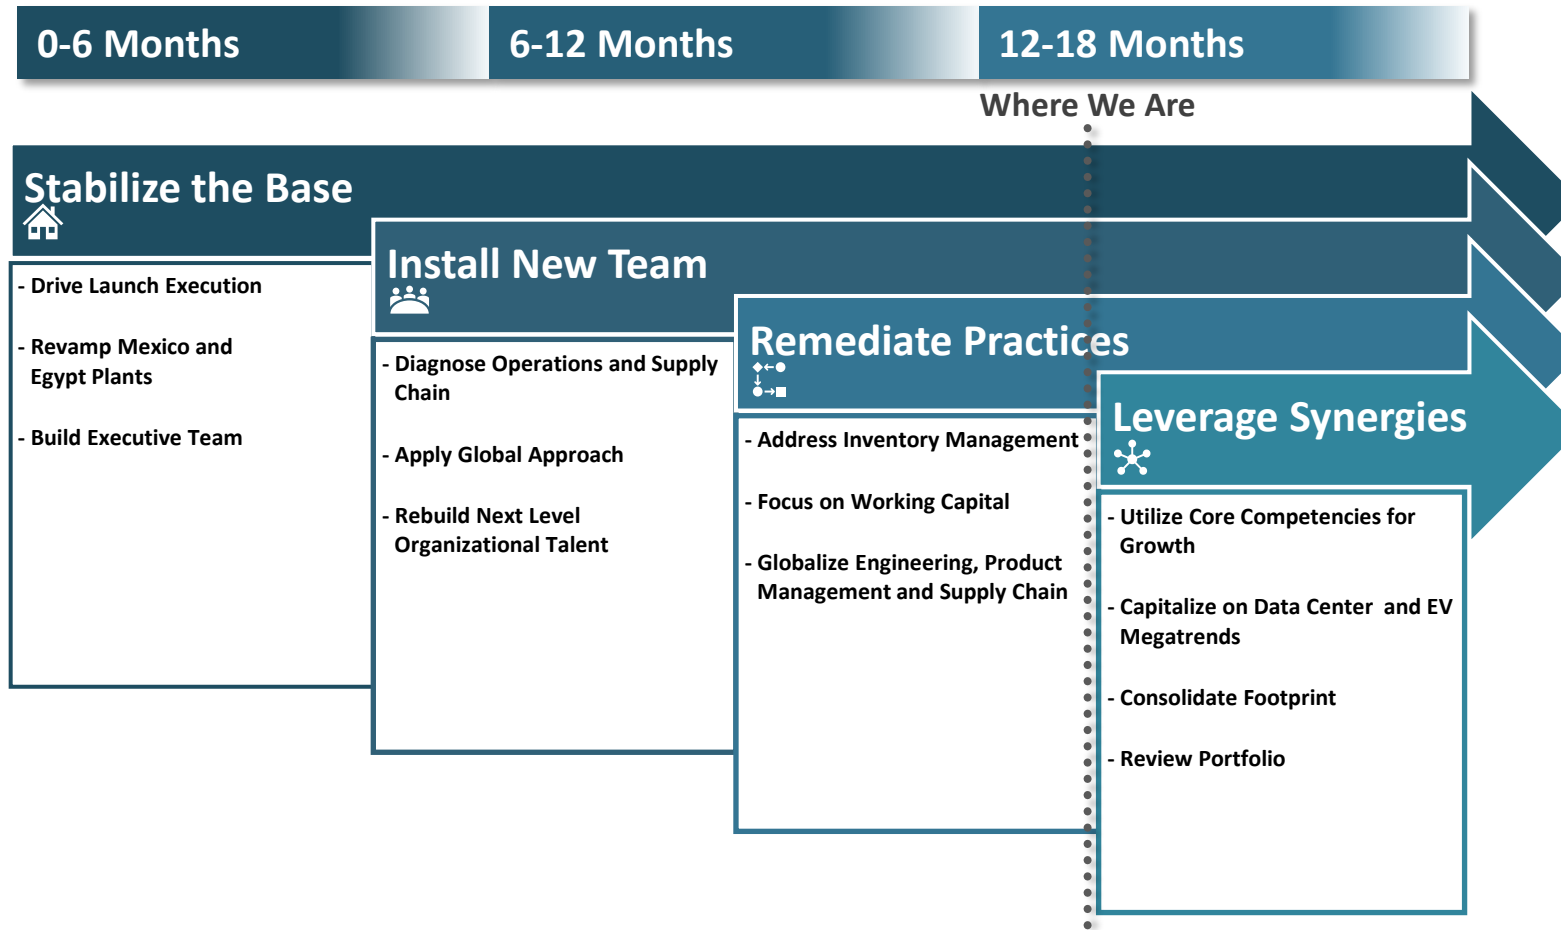 0-6 Months
6-12 Months
12-18 Months
Where We Are
Stabilize the Base
- Drive Launch Execution
- Revamp Mexico and
Egypt Plants
- Build Executive Team
Install New Team
- Diagnose Operations and Supply
Chain
- Apply Global Approach
- Rebuild Next Level
Organizational Talent
Remediate Practices
- Address Inventory Management
- Focus on Working Capital
- Globalize Engineering, Product
Management and Supply Chain
Leverage Synergies
- Utilize Core Competencies for
Growth
- Capitalize on Data Center  and EV
Megatrends
- Consolidate Footprint
- Review Portfolio